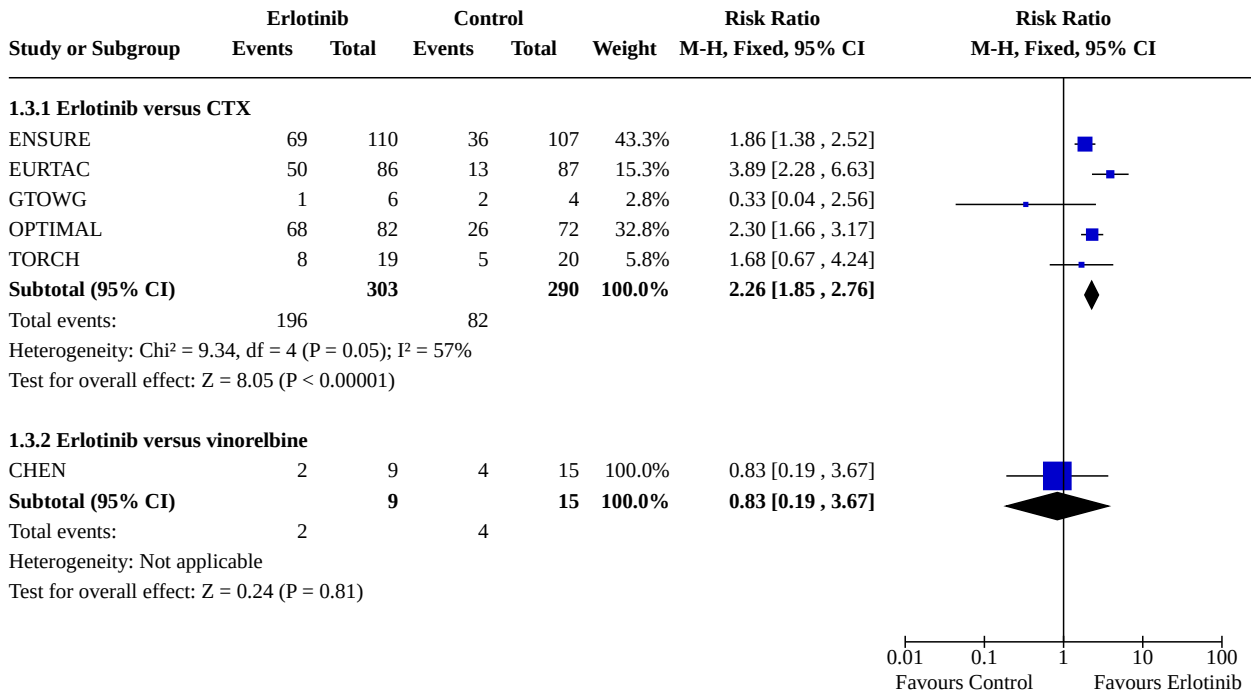 Erlotinib Control Risk Ratio Risk Ratio
Study or Subgroup Events Total Events Total Weight M-H, Fixed, 95% CI M-H, Fixed, 95% CI
1.3.1 Erlotinib versus CTX
ENSURE 69 110 36 107 43.3% 1.86 [1.38 , 2.52]
EURTAC 50 86 13 87 15.3% 3.89 [2.28 , 6.63]
GTOWG 1 6 2 4 2.8% 0.33 [0.04 , 2.56]
OPTIMAL 68 82 26 72 32.8% 2.30 [1.66 , 3.17]
TORCH 8 19 5 20 5.8% 1.68 [0.67 , 4.24]
Subtotal (95% CI) 303 290 100.0% 2.26 [1.85 , 2.76]
Total events: 196 82
Heterogeneity: Chi² = 9.34, df = 4 (P = 0.05); I² = 57%
Test for overall effect: Z = 8.05 (P < 0.00001)
1.3.2 Erlotinib versus vinorelbine
CHEN 2 9 4 15 100.0% 0.83 [0.19 , 3.67]
Subtotal (95% CI) 9 15 100.0% 0.83 [0.19 , 3.67]
Total events: 2 4
Heterogeneity: Not applicable
Test for overall effect: Z = 0.24 (P = 0.81)
0.01 0.1 1 10 100
Favours Control Favours Erlotinib